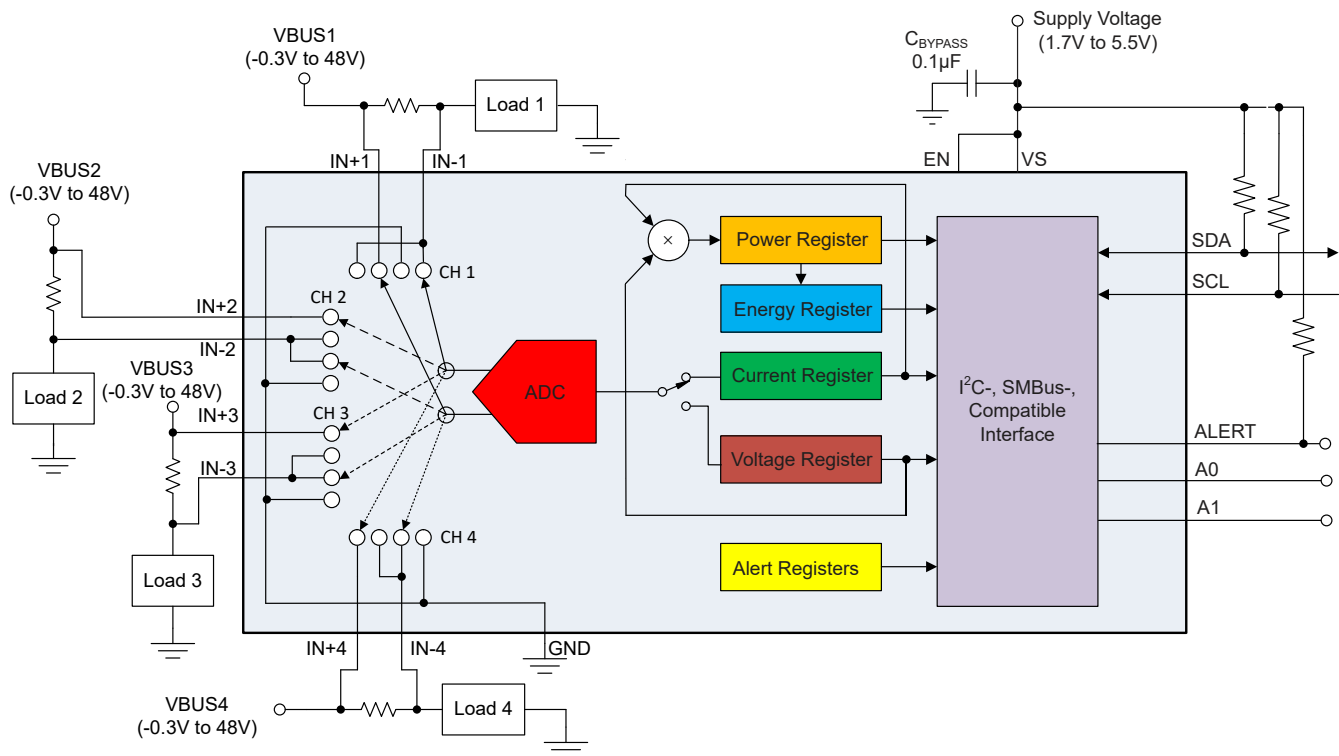 Supply Voltage
(1.7V to 5.5V)
CBYPASS
0.1µF
VBUS1
(-0.3V to 48V)
Load 1
IN+1
IN-1
EN
VS
VBUS2
(-0.3V to 48V)
CH 1
×
Power Register
SDA
IN+2
CH 2
Energy Register
SCL
IN-2
VBUS3
(-0.3V to 48V)
Load 2
ADC
Current Register
I²C-, SMBus-,
Compatible
Interface
IN+3
CH 3
ALERT
IN-3
Voltage Register
A0
A1
CH 4
Load 3
Alert Registers
IN+4
IN-4
GND
VBUS4
(-0.3V to 48V)
Load 4